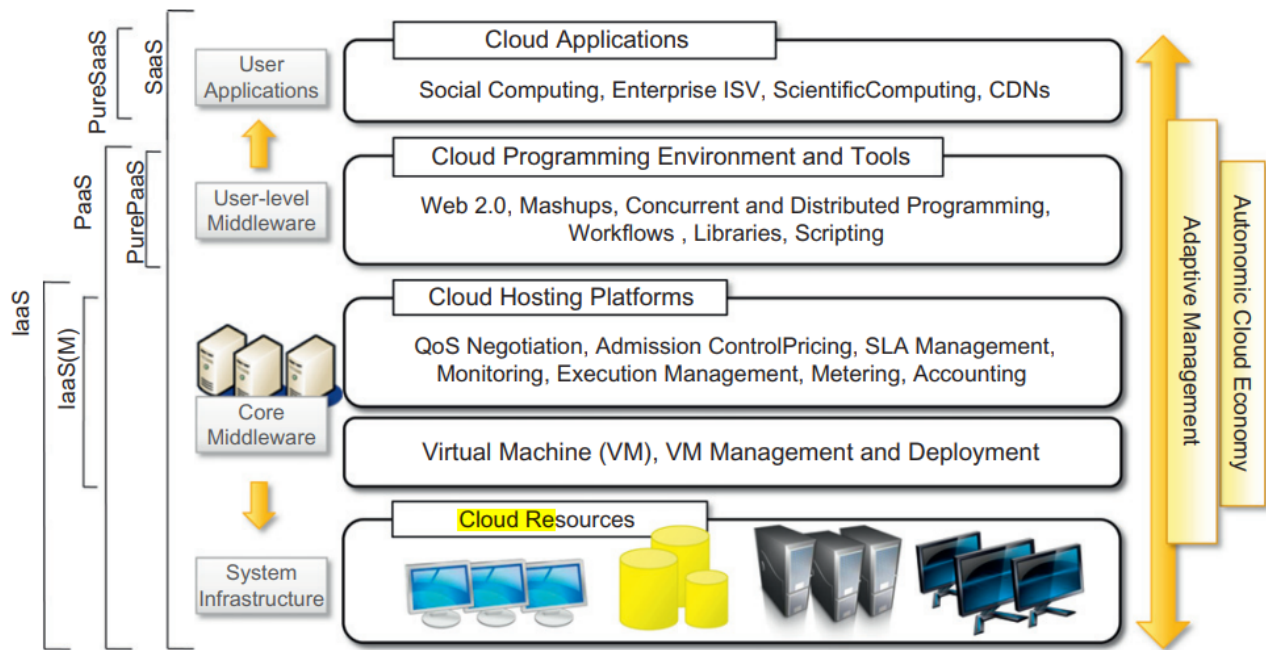 PureSaaS
SaaS
User
Applications
Cloud Applications
Social Computing, Enterprise ISV, ScientificComputing, CDNs
PaaS
PurePaaS
User-level
Middleware
Cloud Programming Environment and Tools
Web 2.0, Mashups, Concurrent and Distributed Programming,
Workflows , Libraries, Scripting
IaaS
IaaS(M)
Core
Middleware
Cloud Hosting Platforms
QoS Negotiation, Admission ControlPricing, SLA Management,
Monitoring, Execution Management, Metering, Accounting
Virtual Machine (VM), VM Management and Deployment
System
Infrastructure
Cloud Resources
Adaptive Management
Autonomic Cloud Economy